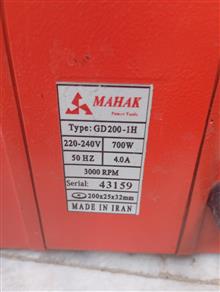 MAHAK
Power Tools
Type: GD200-1H
220-240V 700W
50 HZ 4.0A
3000 RPM
Serial: 43159
200x25x32mm
MADE IN IRAN